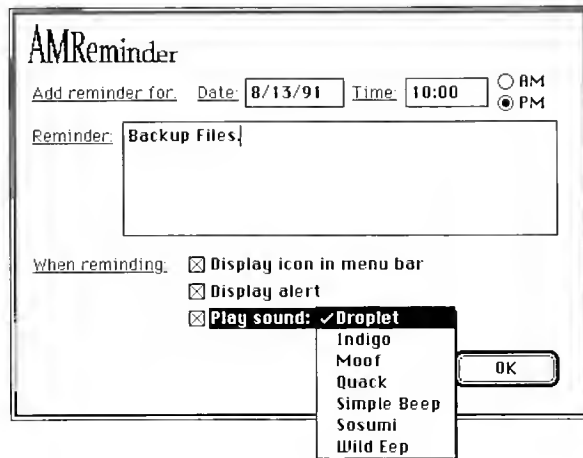 AMReminder
Add reminder for: Date: 8/13/91 Time: 10:00 AM
PM
Reminder: Backup Files.
When reminding: Display icon in menu bar
Display alert
Play sound: ✓Droplet
Indigo
Moof
Quack
Simple Beep
Sosumi
Wild Eep
OK